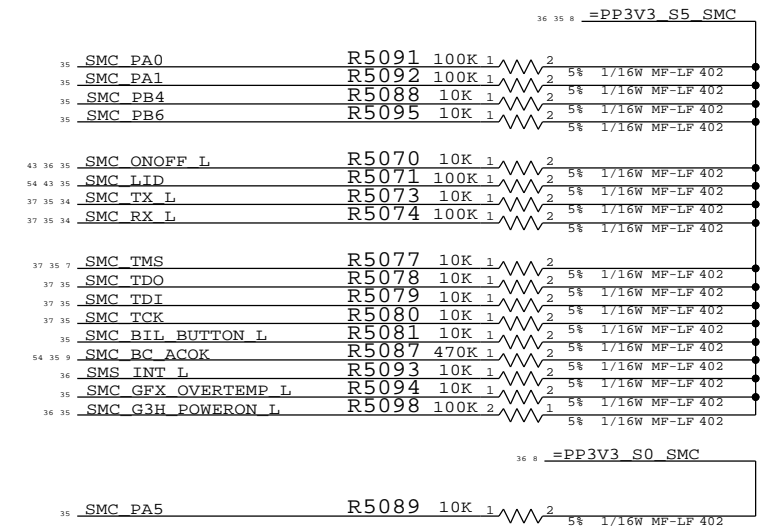 36 35 8 =PP3V3_S5_SMC
35 SMC_PA0 R5091 100K 1 2 5% 1/16W MF-LF 402
35 SMC_PA1 R5092 100K 1 2 5% 1/16W MF-LF 402
35 SMC_PB4 R5088 10K 1 2 5% 1/16W MF-LF 402
35 SMC_PB6 R5095 10K 1 2 5% 1/16W MF-LF 402
43 36 35 SMC_ONOFF_L R5070 10K 1 2 5% 1/16W MF-LF 402
54 43 35 SMC_LID R5071 100K 1 2 5% 1/16W MF-LF 402
37 35 34 SMC_TX_L R5073 10K 1 2 5% 1/16W MF-LF 402
37 35 34 SMC_RX_L R5074 100K 1 2 5% 1/16W MF-LF 402
37 35 7 SMC_TMS R5077 10K 1 2 5% 1/16W MF-LF 402
37 35 SMC_TDO R5078 10K 1 2 5% 1/16W MF-LF 402
37 35 SMC_TDI R5079 10K 1 2 5% 1/16W MF-LF 402
37 35 SMC_TCK R5080 10K 1 2 5% 1/16W MF-LF 402
35 SMC_BIL_BUTTON_L R5081 10K 1 2 5% 1/16W MF-LF 402
54 35 9 SMC_BC_ACOK R5087 470K 1 2 5% 1/16W MF-LF 402
36 SMS_INT_L R5093 10K 1 2 5% 1/16W MF-LF 402
35 SMC_GFX_OVERTEMP_L R5094 10K 1 2 5% 1/16W MF-LF 402
36 35 SMC_G3H_POWERON_L R5098 100K 2 1 5% 1/16W MF-LF 402
36 8 =PP3V3_S0_SMC
35 SMC_PA5 R5089 10K 1 2 5% 1/16W MF-LF 402